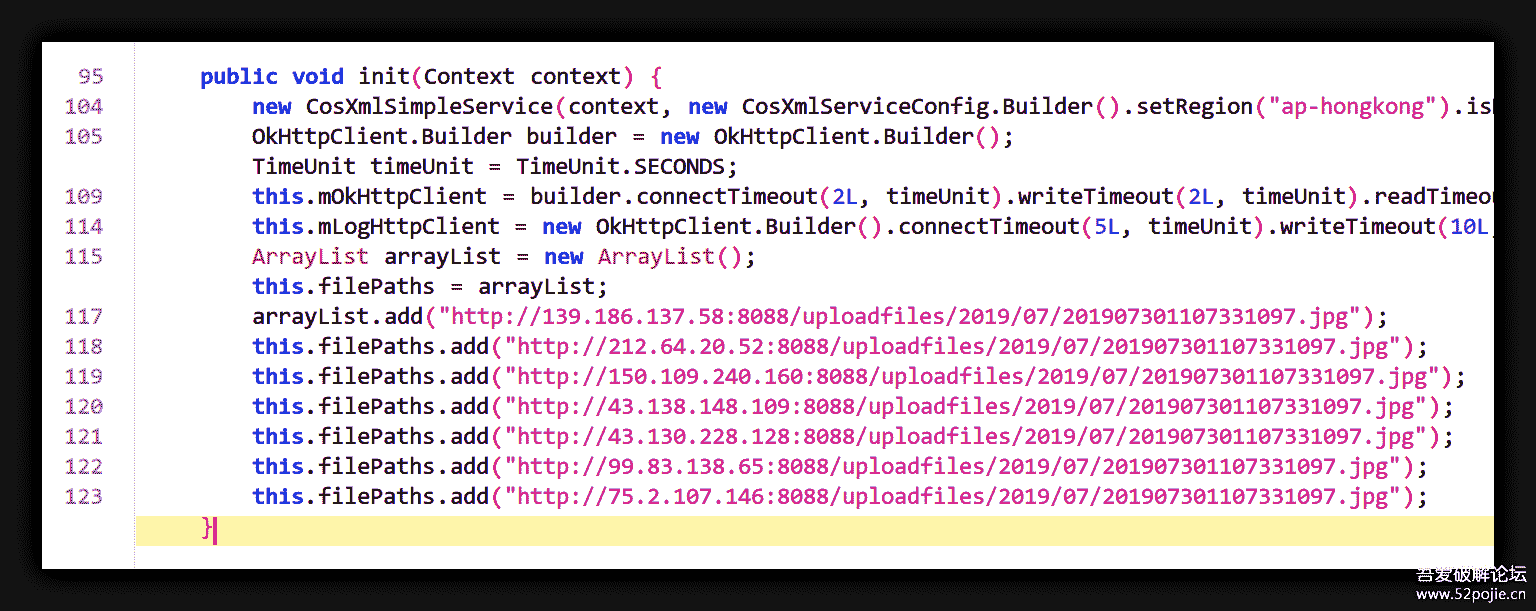 95 public void init(Context context) {
104 new CosXmlSimpleService(context, new CosXmlServiceConfig.Builder().setRegion("ap-hongkong").is
105 OkHttpClient.Builder builder = new OkHttpClient.Builder();
TimeUnit timeUnit = TimeUnit.SECONDS;
109 this.mOkHttpClient = builder.connectTimeout(2L, timeUnit).writeTimeout(2L, timeUnit).readTimeo
114 this.mLogHttpClient = new OkHttpClient.Builder().connectTimeout(5L, timeUnit).writeTimeout(10L,
115 ArrayList arrayList = new ArrayList();
this.filePaths = arrayList;
117 arrayList.add("http://139.186.137.58:8088/uploadfiles/2019/07/201907301107331097.jpg");
118 this.filePaths.add("http://212.64.20.52:8088/uploadfiles/2019/07/201907301107331097.jpg");
119 this.filePaths.add("http://150.109.240.160:8088/uploadfiles/2019/07/201907301107331097.jpg");
120 this.filePaths.add("http://43.138.148.109:8088/uploadfiles/2019/07/201907301107331097.jpg");
121 this.filePaths.add("http://43.130.228.128:8088/uploadfiles/2019/07/201907301107331097.jpg");
122 this.filePaths.add("http://99.83.138.65:8088/uploadfiles/2019/07/201907301107331097.jpg");
123 this.filePaths.add("http://75.2.107.146:8088/uploadfiles/2019/07/201907301107331097.jpg");
}
吾爱破解论坛
www.52pojie.cn